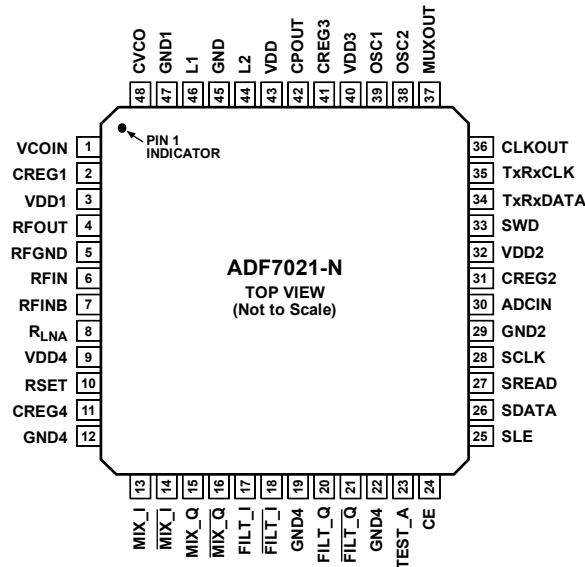 CVCO
GND1
L1
GND
L2
VDD
CPOUT
CREG3
VDD3
OSC1
OSC2
MUXOUT
48
47
46
45
44
43
42
41
40
39
38
37
PIN 1
INDICATOR
VCOIN 1
CREG1 2
VDD1 3
RFOUT 4
RFGND 5
RFIN 6
RFINB 7
RLNA 8
VDD4 9
RSET 10
CREG4 11
GND4 12
ADF7021-N
TOP VIEW
(Not to Scale)
36 CLKOUT
35 TxRxCLK
34 TxRxDATA
33 SWD
32 VDD2
31 CREG2
30 ADCIN
29 GND2
28 SCLK
27 SREAD
26 SDATA
25 SLE
13
14
15
16
17
18
19
20
21
22
23
24
MIX_I
MIX_I
MIX_Q
MIX_Q
FILT_I
FILT_I
GND4
FILT_Q
FILT_Q
GND4
TEST_A
CE